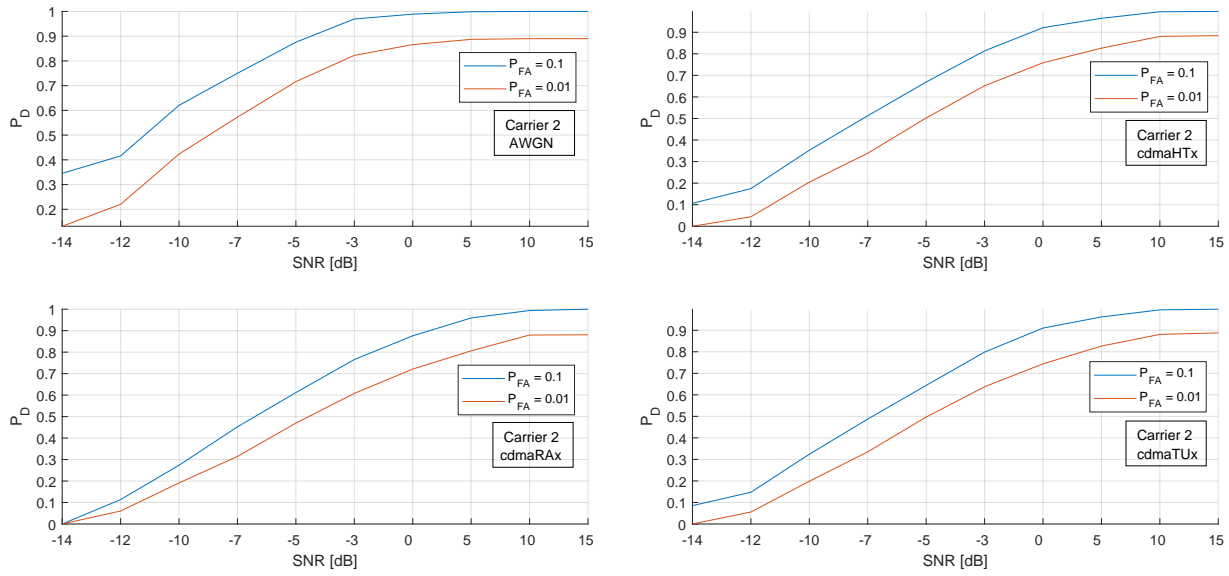 1
0.9
0.8
0.7
0.6
0.5
0.4
0.3
0.2
P_D
-14 -12 -10 -7 -5 -3 0 5 10 15
SNR [dB]
P_FA = 0.1
P_FA = 0.01
Carrier 2
AWGN
0.9
0.8
0.7
0.6
0.5
0.4
0.3
0.2
0.1
0
P_D
-14 -12 -10 -7 -5 -3 0 5 10 15
SNR [dB]
P_FA = 0.1
P_FA = 0.01
Carrier 2
cdmaHTx
1
0.9
0.8
0.7
0.6
0.5
0.4
0.3
0.2
0.1
0
P_D
-14 -12 -10 -7 -5 -3 0 5 10 15
SNR [dB]
P_FA = 0.1
P_FA = 0.01
Carrier 2
cdmaRAx
0.9
0.8
0.7
0.6
0.5
0.4
0.3
0.2
0.1
0
P_D
-14 -12 -10 -7 -5 -3 0 5 10 15
SNR [dB]
P_FA = 0.1
P_FA = 0.01
Carrier 2
cdmaTUx